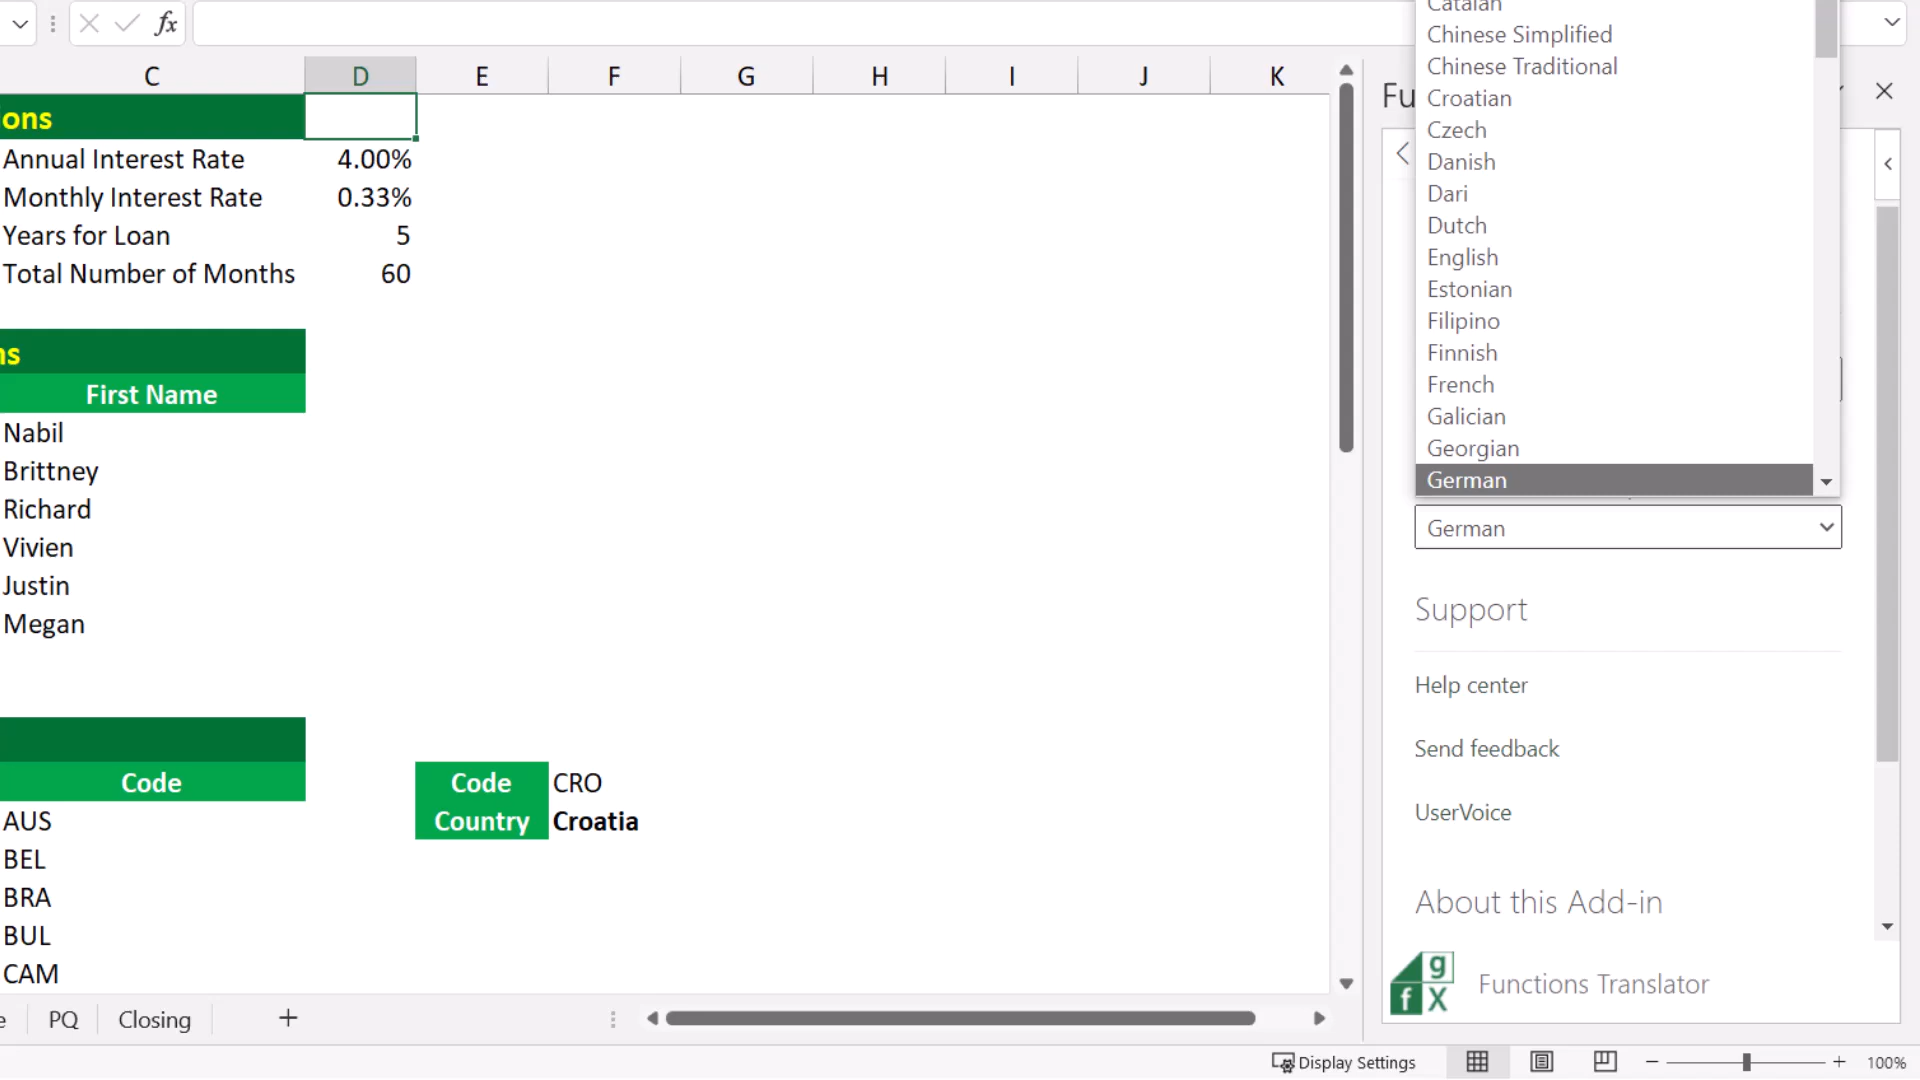 fx
C D E F G H I J K
ons
Annual Interest Rate 4.00%
Monthly Interest Rate 0.33%
Years for Loan 5
Total Number of Months 60
ns
First Name
Nabil
Brittney
Richard
Vivien
Justin
Megan
Code
AUS
BEL
BRA
BUL
CAM
Code CRO
Country Croatia
PQ Closing +
Fu
Catalan
Chinese Simplified
Chinese Traditional
Croatian
Czech
Danish
Dari
Dutch
English
Estonian
Filipino
Finnish
French
Galician
Georgian
German
German
Support
Help center
Send feedback
UserVoice
About this Add-in
g
f X
Functions Translator
Display Settings
100%